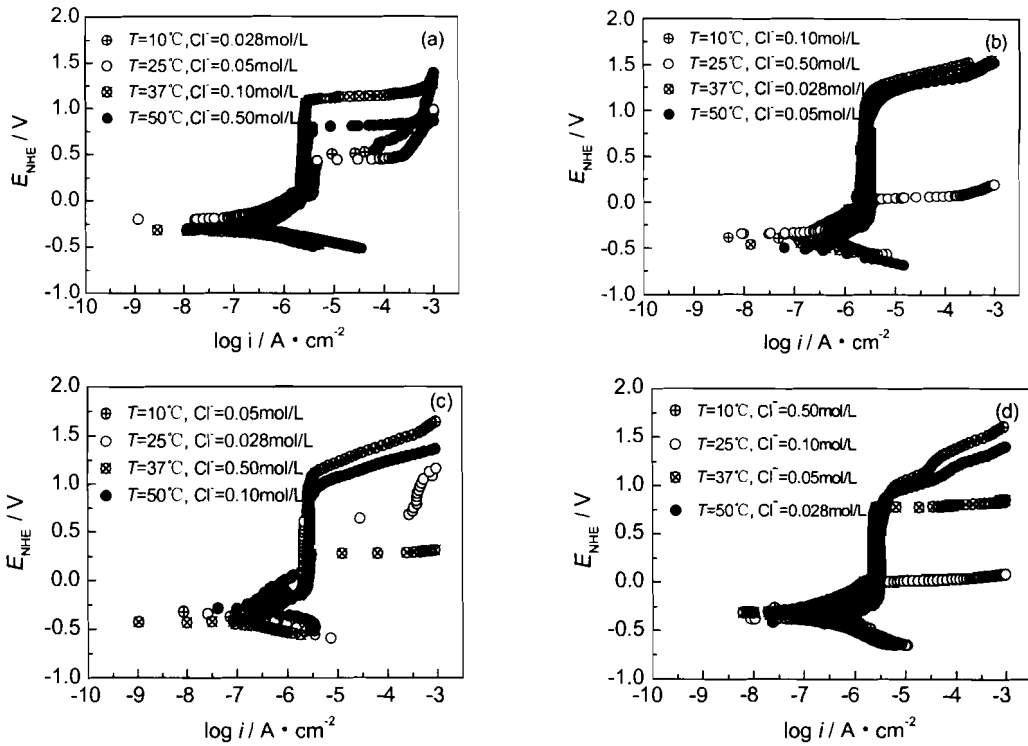 (a)
T=10℃,Cl⁻=0.028mol/L
T=25℃,Cl⁻=0.05mol/L
T=37℃,Cl⁻=0.10mol/L
T=50℃,Cl⁻=0.50mol/L
2.0
1.5
1.0
0.5
0.0
-0.5
-1.0
E_NHE / V
-10 -9 -8 -7 -6 -5 -4 -3
log i / A·cm⁻²
(b)
T=10℃, Cl⁻=0.10mol/L
T=25℃, Cl⁻=0.50mol/L
T=37℃, Cl⁻=0.028mol/L
T=50℃, Cl⁻=0.05mol/L
2.0
1.5
1.0
0.5
0.0
-0.5
-1.0
E_NHE / V
-10 -9 -8 -7 -6 -5 -4 -3
log i / A·cm⁻²
(c)
T=10℃, Cl⁻=0.05mol/L
T=25℃, Cl⁻=0.028mol/L
T=37℃, Cl⁻=0.50mol/L
T=50℃, Cl⁻=0.10mol/L
2.0
1.5
1.0
0.5
0.0
-0.5
-1.0
E_NHE / V
-10 -9 -8 -7 -6 -5 -4 -3
log i / A·cm⁻²
(d)
T=10℃, Cl⁻=0.50mol/L
T=25℃, Cl⁻=0.10mol/L
T=37℃, Cl⁻=0.05mol/L
T=50℃, Cl⁻=0.028mol/L
2.0
1.5
1.0
0.5
0.0
-0.5
-1.0
E_NHE / V
-10 -9 -8 -7 -6 -5 -4 -3
log i / A·cm⁻²